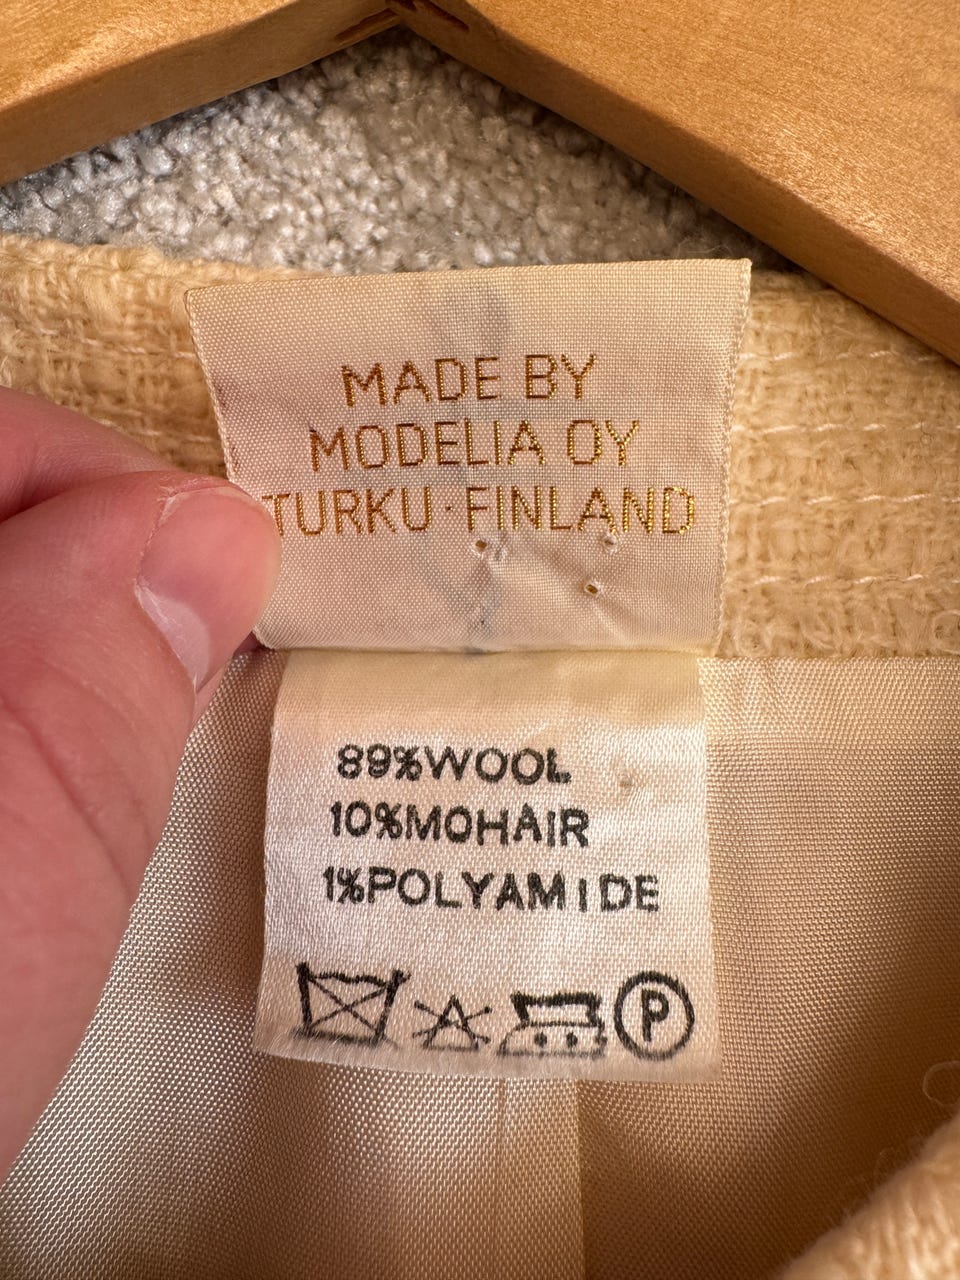 MADE BY
MODELIA OY
TURKU·FINLAND
89%WOOL
10%MOHAIR
1%POLYAMIDE
P